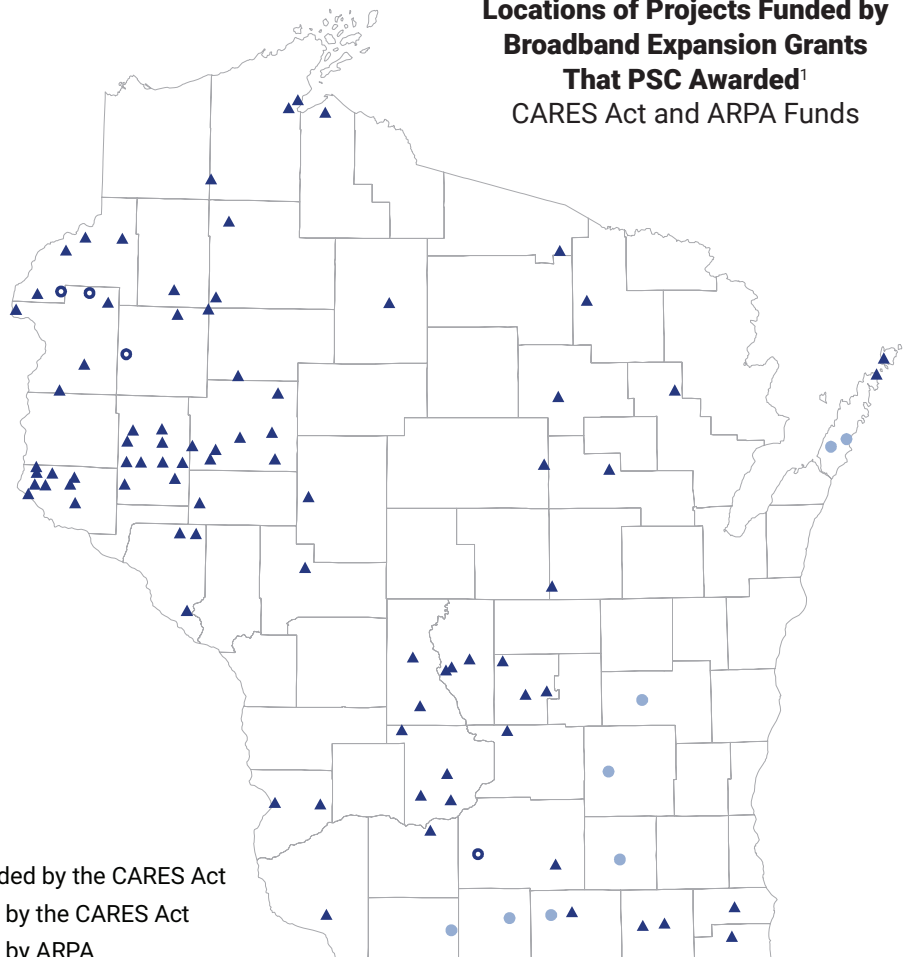 Locations of Projects Funded by
Broadband Expansion Grants
That PSC Awarded¹
CARES Act and ARPA Funds
by the CARES Act
by the CARES Act
by ARPA